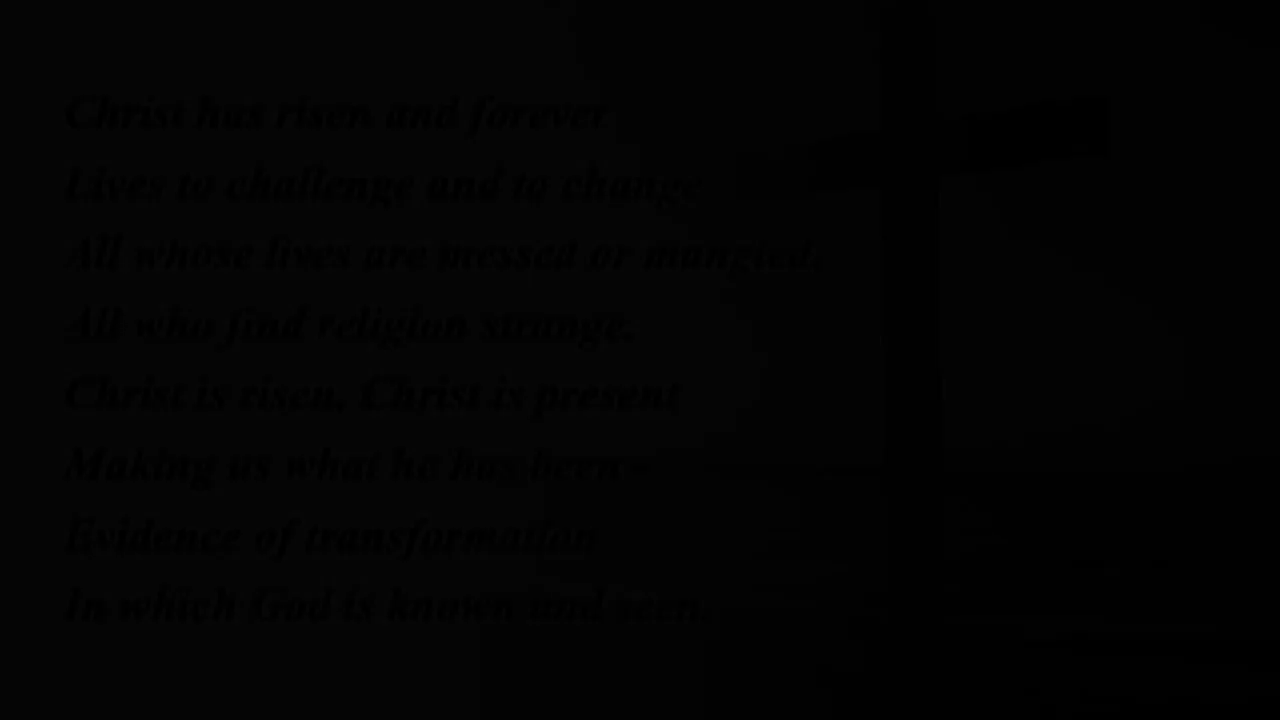 Christ has risen and forever
Lives to challenge and to change
All whose lives are messed or mangled,
All who find religion strange.
Christ is risen, Christ is present
Making us what he has been –
Evidence of transformation
In which God is known and seen.